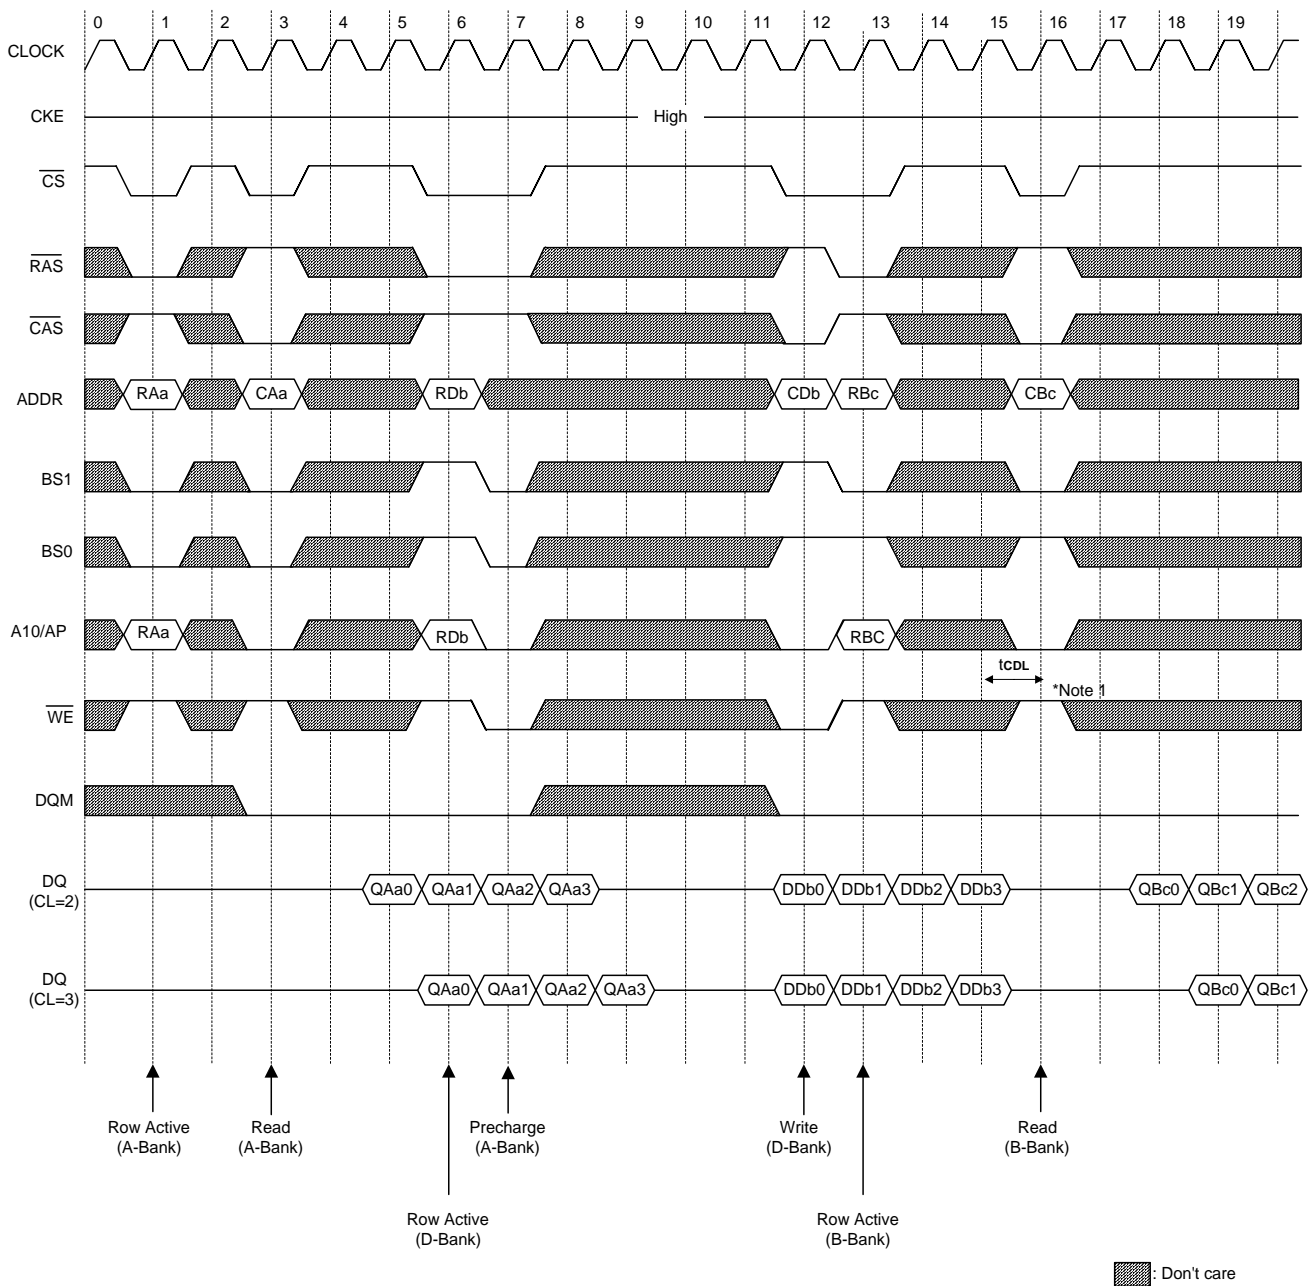 0 1 2 3 4 5 6 7 8 9 10 11 12 13 14 15 16 17 18 19
CLOCK
CKE High
CS
RAS
CAS
ADDR RAa CAa RDb CDb RBc CBc
BS1
BS0
A10/AP RAa RDb RBC
tCDL
*Note 1
WE
DQM
DQ
(CL=2) QAa0 QAa1 QAa2 QAa3 DDb0 DDb1 DDb2 DDb3 QBc0 QBc1 QBc2
DQ
(CL=3) QAa0 QAa1 QAa2 QAa3 DDb0 DDb1 DDb2 DDb3 QBc0 QBc1
Row Active
(A-Bank)
Read
(A-Bank)
Precharge
(A-Bank)
Write
(D-Bank)
Read
(B-Bank)
Row Active
(D-Bank)
Row Active
(B-Bank)
: Don't care